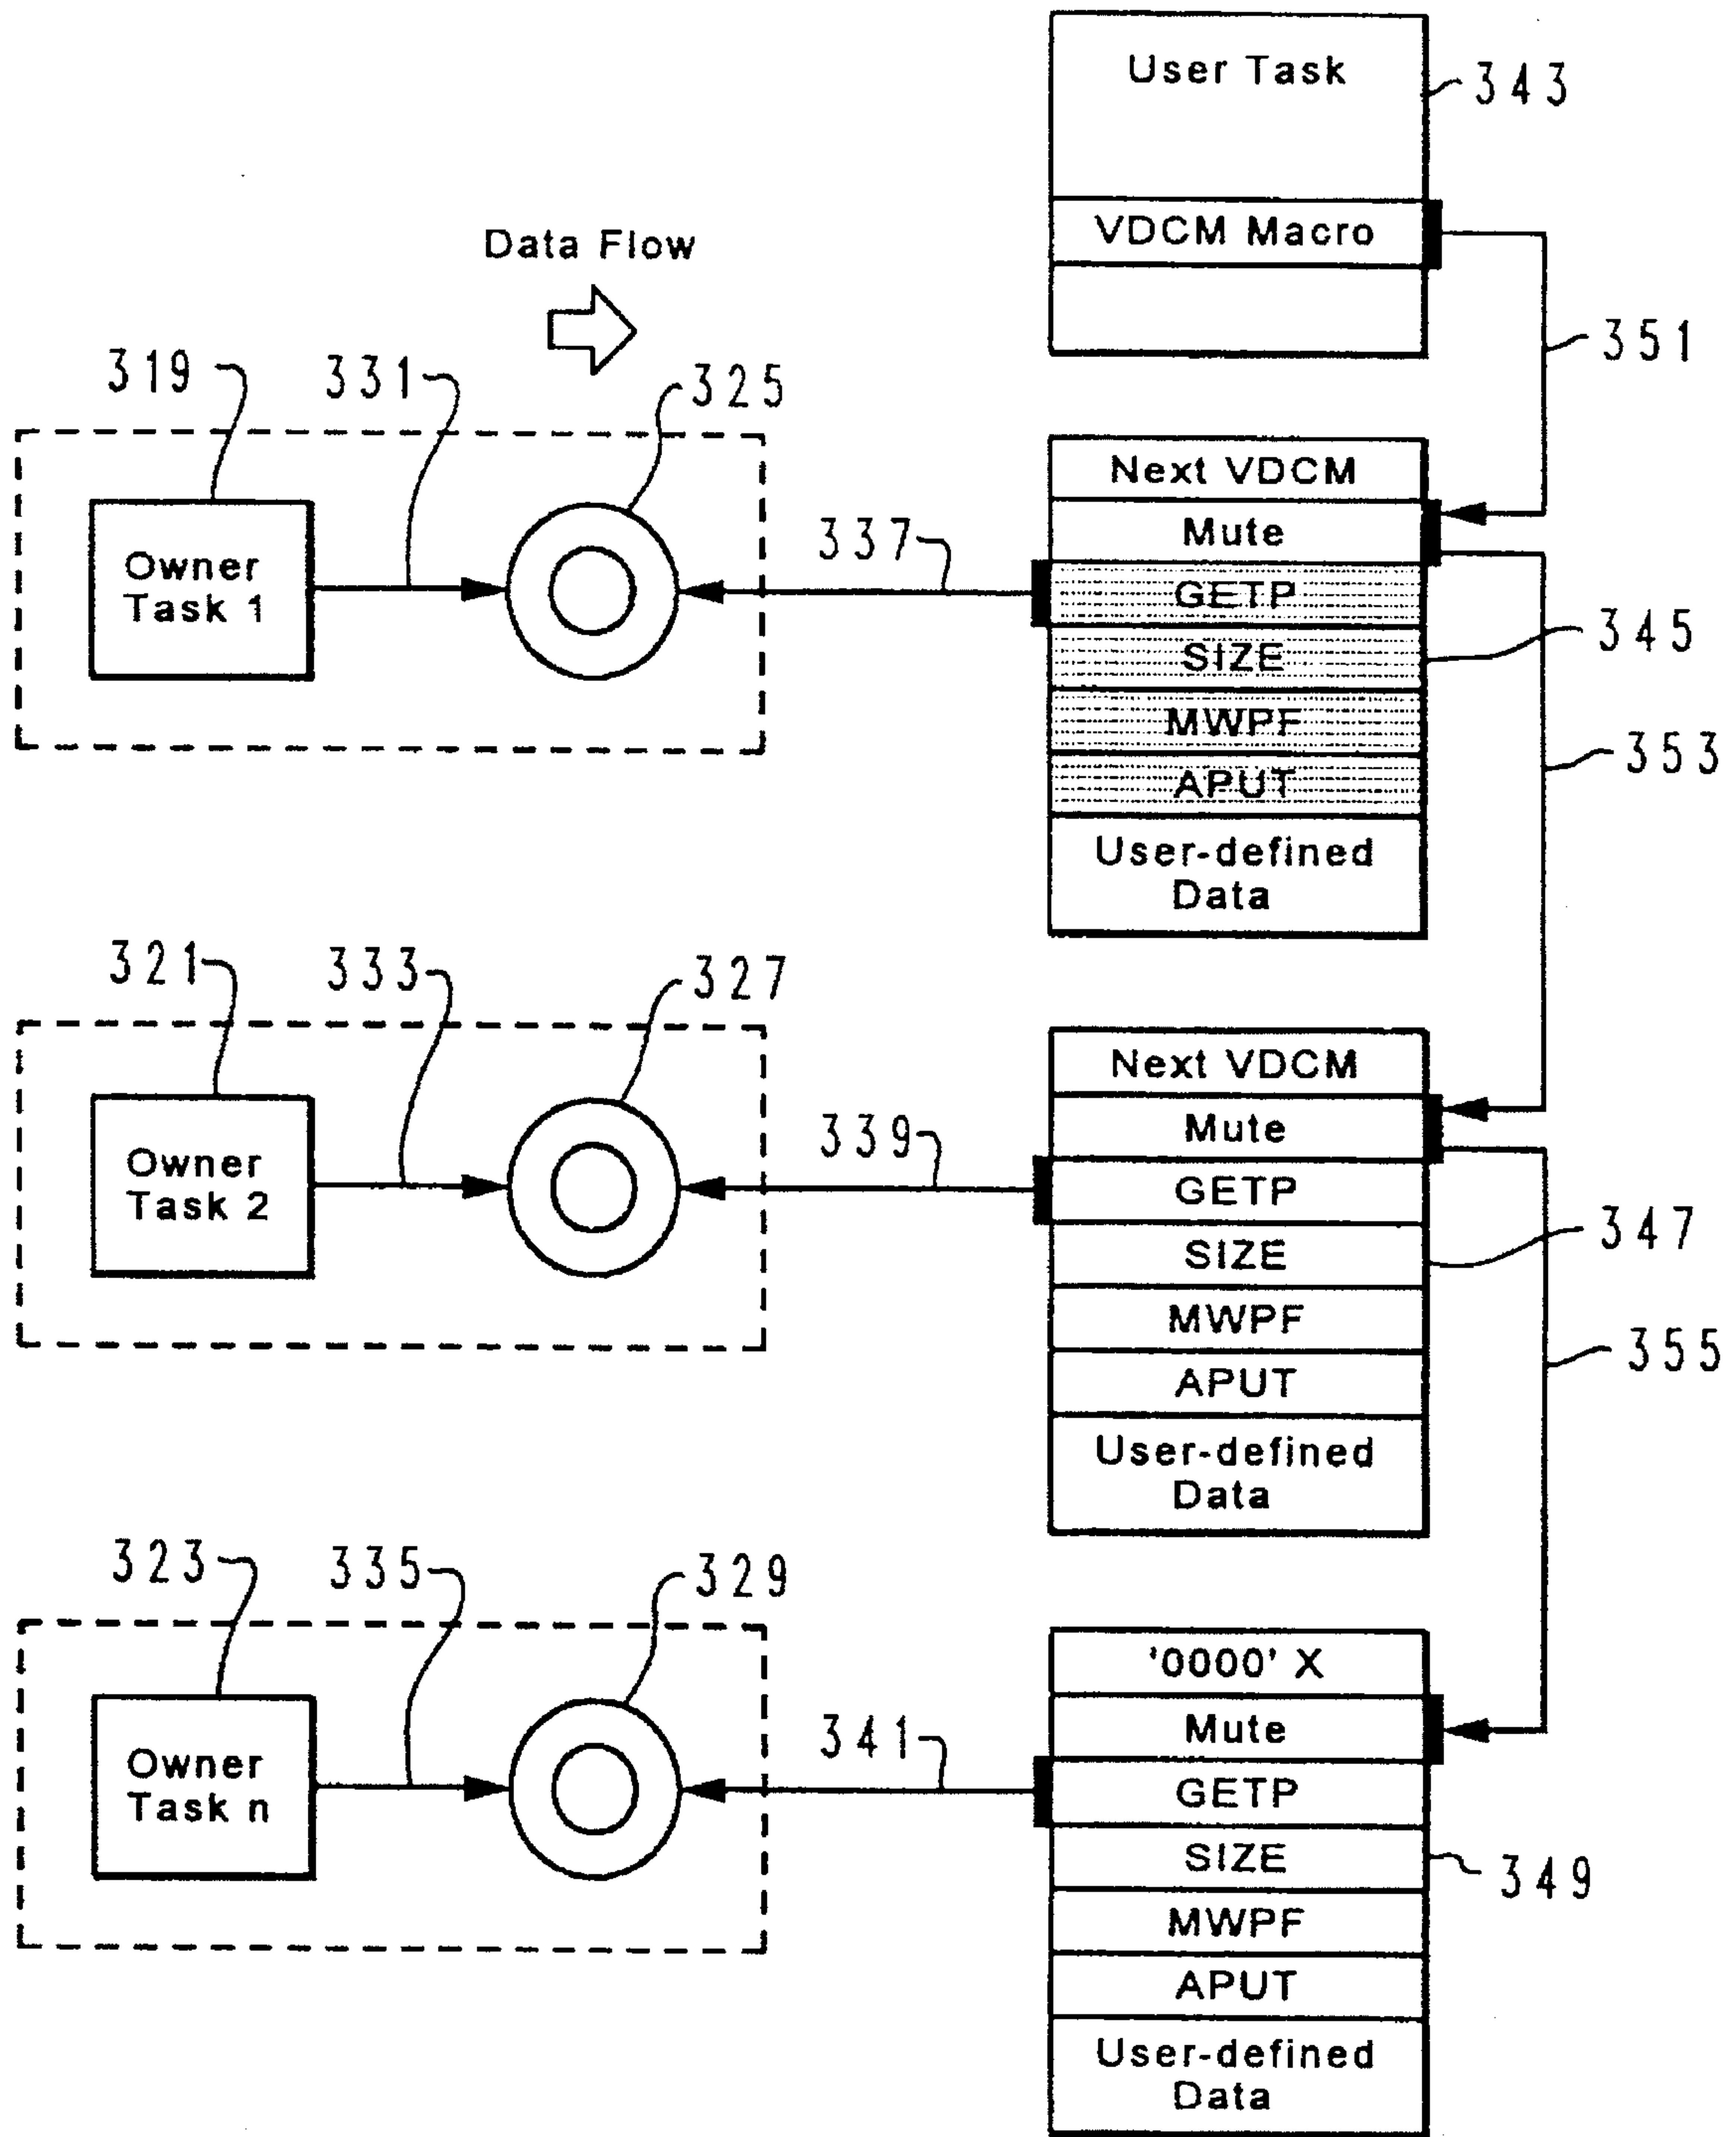 User Task
343
VDCM Macro
Data Flow
351
319
331
325
Next VDCM
Mute
337
Owner
Task 1
GETP
345
SIZE
MWPF
353
APUT
User-defined
Data
321
333
327
Next VDCM
Mute
339
Owner
Task 2
GETP
347
SIZE
MWPF
355
APUT
User-defined
Data
323
335
329
'0000' X
Mute
341
Owner
Task n
GETP
SIZE
349
MWPF
APUT
User-defined
Data